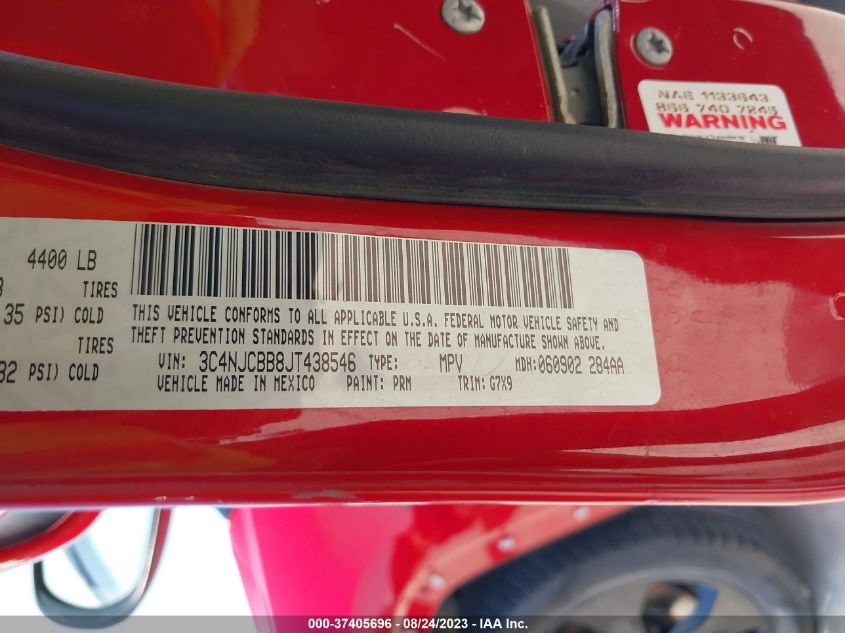 NAE 1133643
866 740 7845
WARNING
4400 LB
TIRES
35 PSI) COLD
TIRES
32 PSI) COLD
THIS VEHICLE CONFORMS TO ALL APPLICABLE U.S.A. FEDERAL MOTOR VEHICLE SAFETY AND
THEFT PREVENTION STANDARDS IN EFFECT ON THE DATE OF MANUFACTURE SHOWN ABOVE.
VIN: 3C4NJCBB8JT438546 TYPE: MPV MDH:060902 284AA
VEHICLE MADE IN MEXICO PAINT: PRM TRIM: G7X9
000-37405696 - 08/24/2023 - IAA Inc.